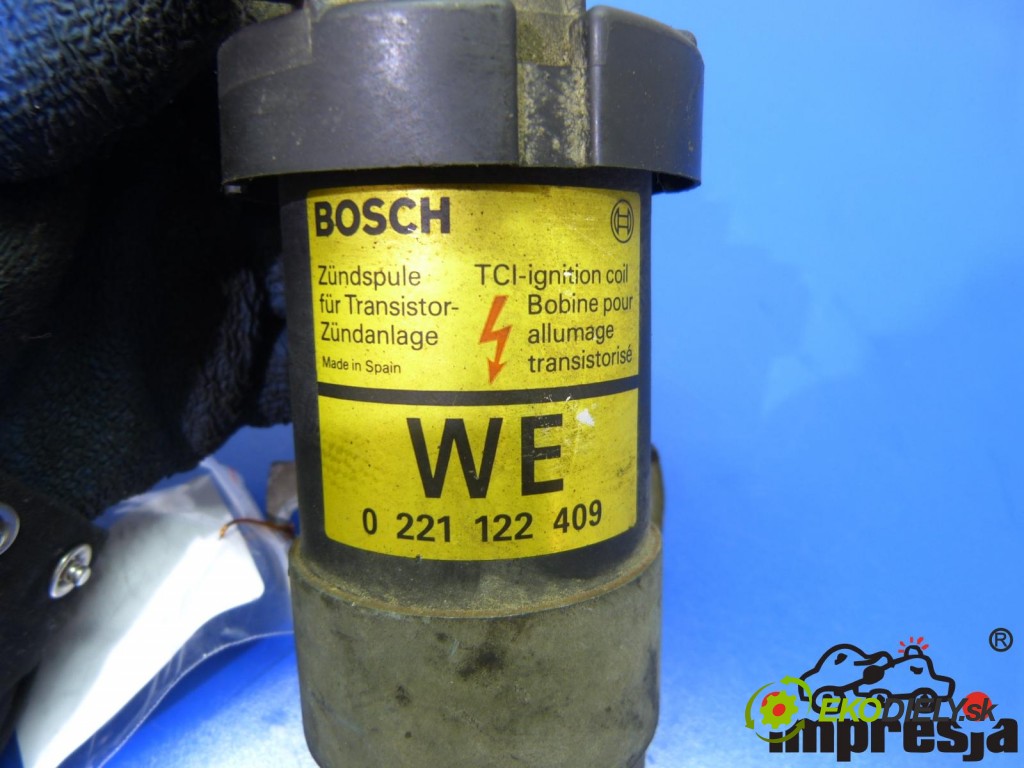 BOSCH
Zündspule
für Transistor-
Zündanlage
Made in Spain
TCI-ignition coil
Bobine pour
allumage
transistorisé
WE
0 221 122 409
®
EKODIELY.sk
impresja